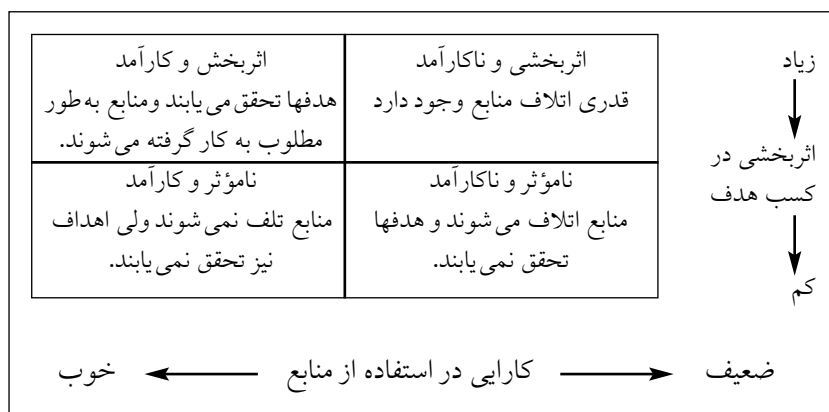 زیاد
اثربخشی در
کسب هدف
کم
اثربخشی و ناکارآمد
قدری اتلاف منابع وجود دارد
اثربخش و کارآمد
هدفها تحقق می‌یابند ومنابع به‌طور
مطلوب به کار گرفته می‌شوند.
نامؤثر و ناکارآمد
منابع اتلاف می‌شوند و هدفها
تحقق نمی‌یابند.
نامؤثر و کارآمد
منابع تلف نمی‌شوند ولی اهداف
نیز تحقق نمی‌یابند.
ضعیف کارایی در استفاده از منابع خوب